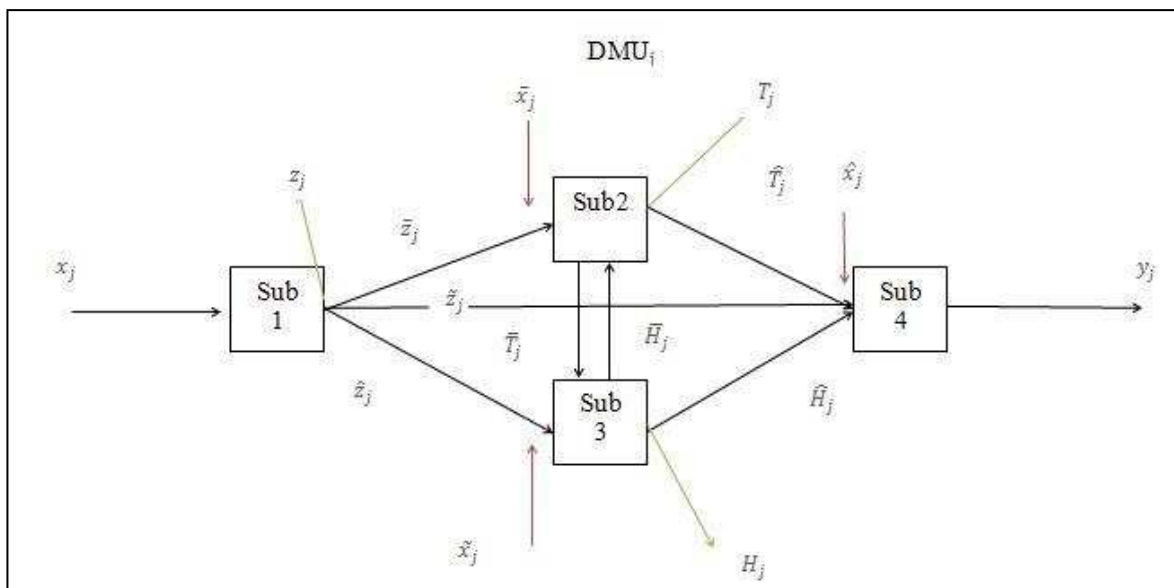 DMUⱼ
x̄ⱼ
Tⱼ
zⱼ
T̂ⱼ
x̂ⱼ
Sub2
z̄ⱼ
xⱼ
yⱼ
Sub
1
z̃ⱼ
Sub
4
T̄ⱼ
H̄ⱼ
ẑⱼ
Sub
3
Ĥⱼ
x̃ⱼ
Hⱼ